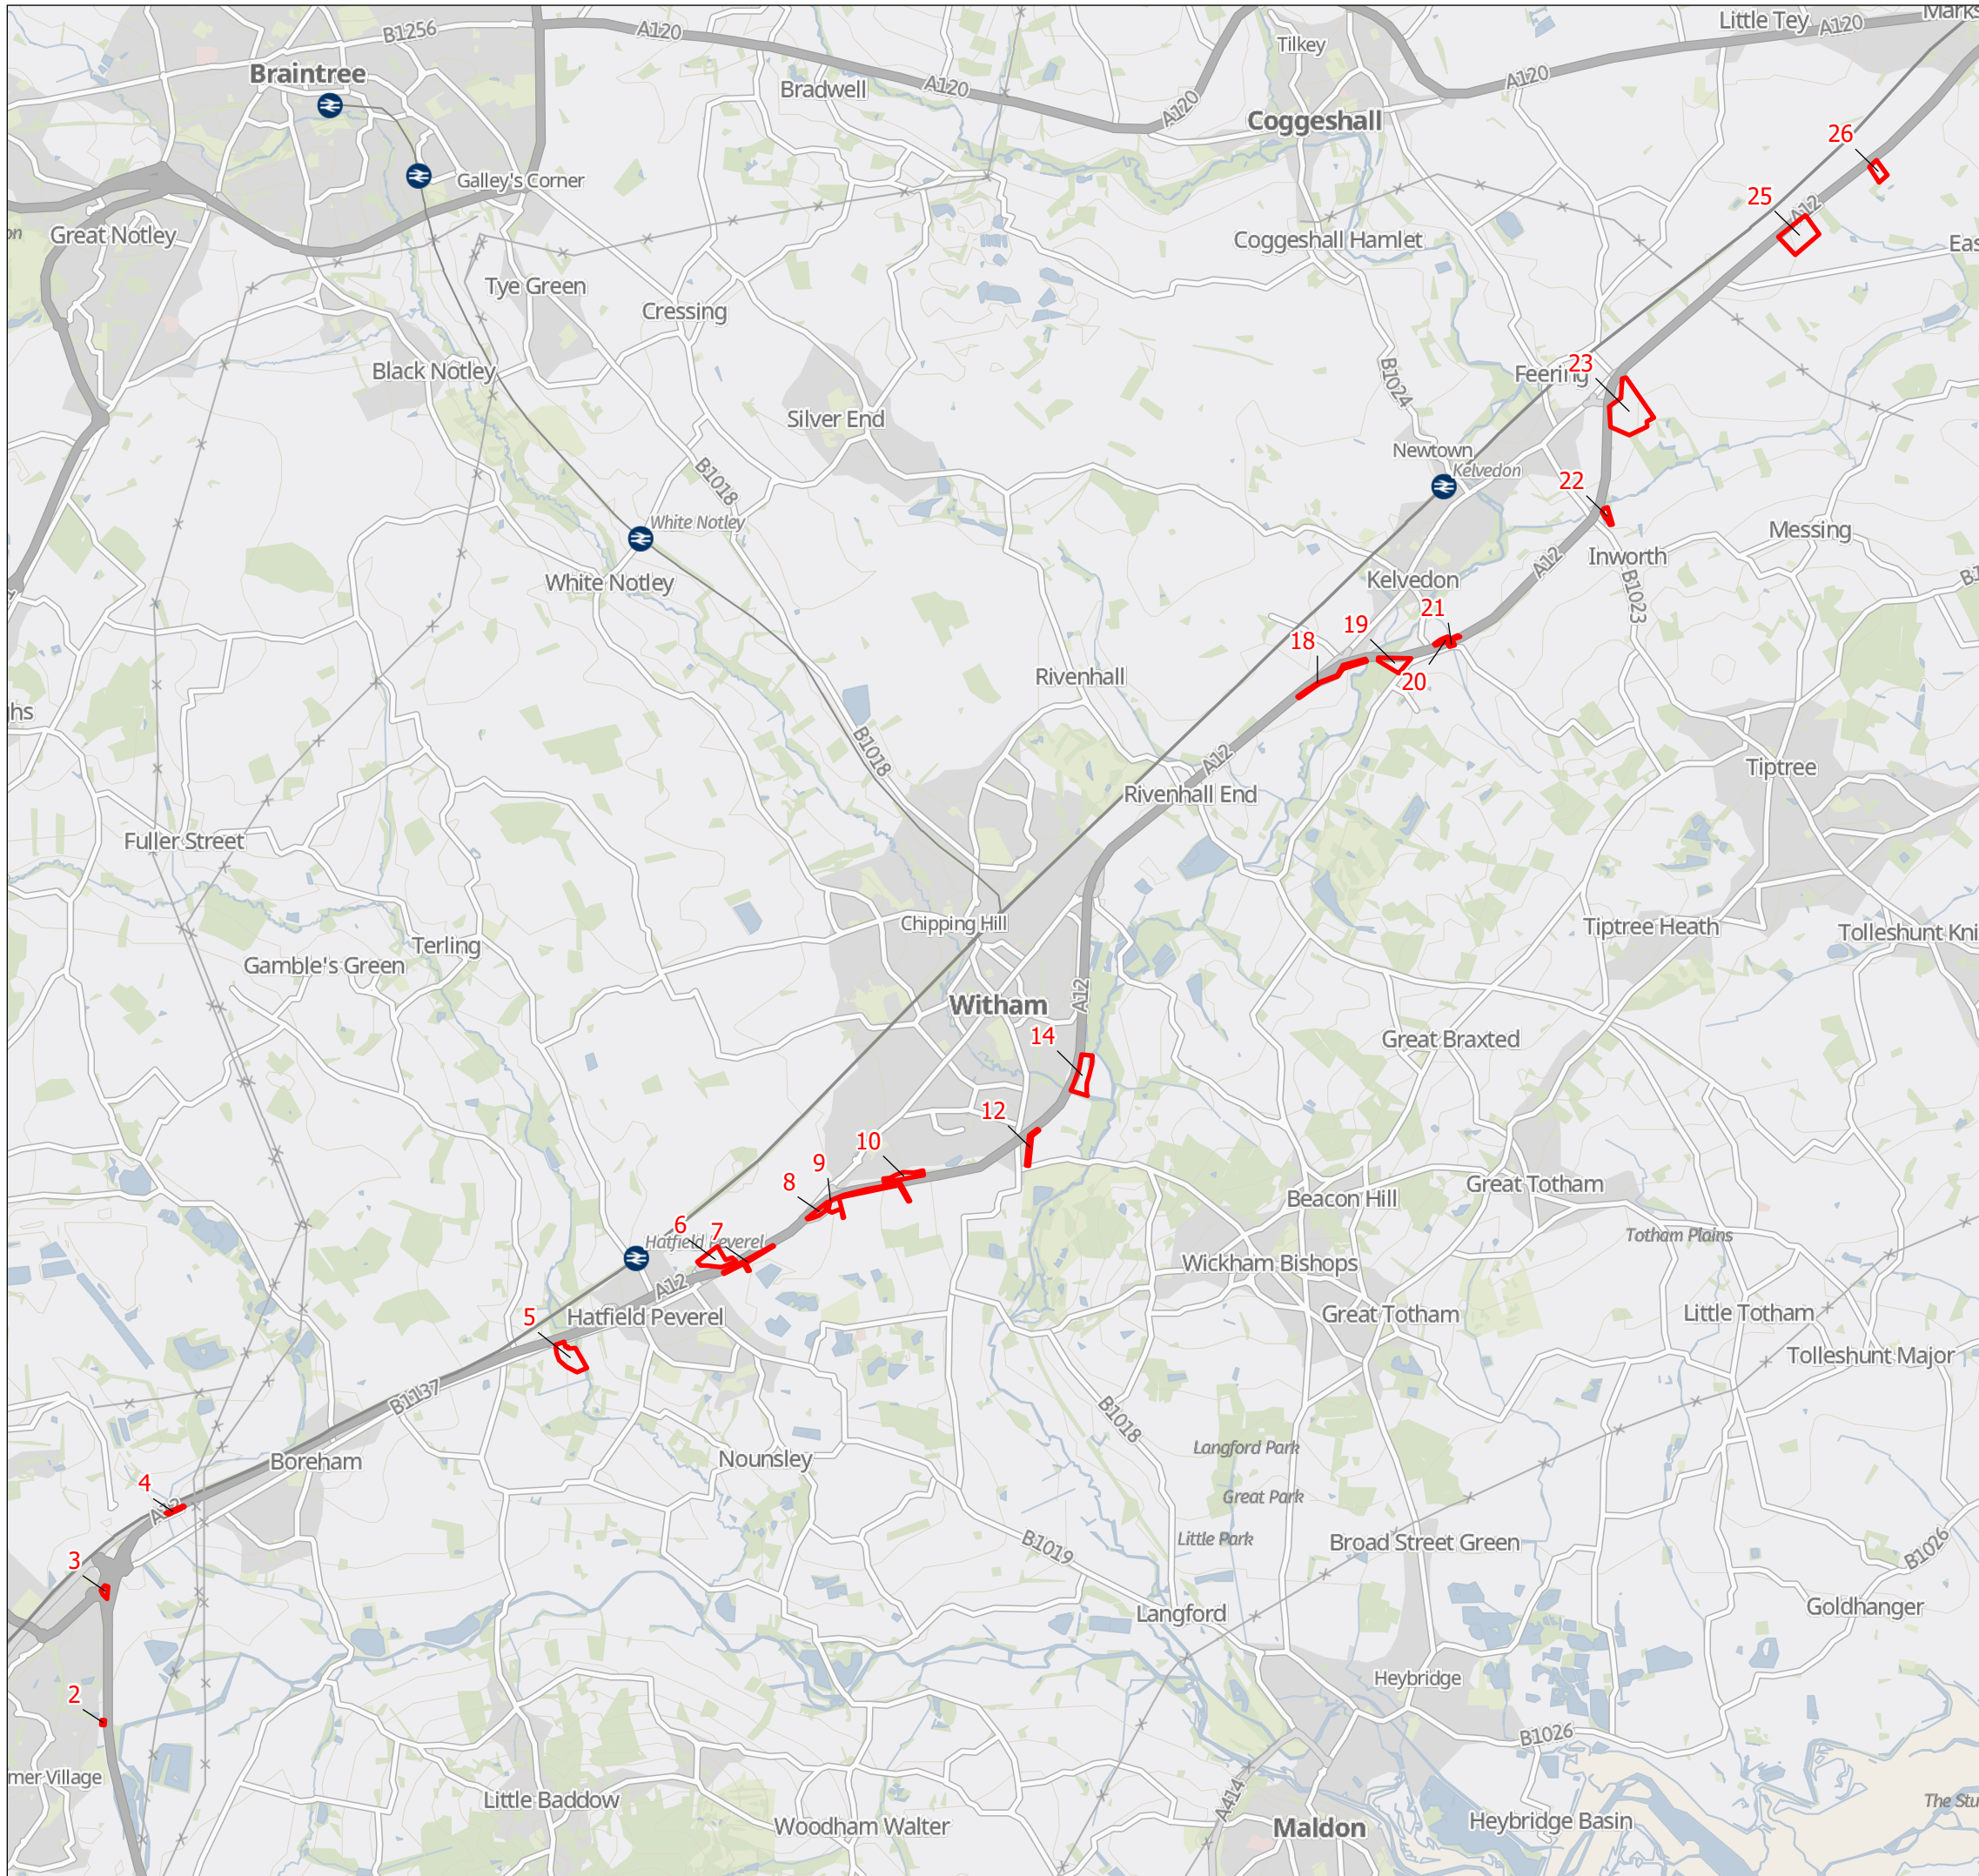 Little Tey
A120
B1256
A120
Tilkey
Braintree
Bradwell
A120
A120
A120
Coggeshall
26
Galley's Corner
25
A12
Great Notley
Coggeshall Hamlet
Tye Green
Cressing
Black Notley
B1024
Feering
23
Silver End
Newtown
Kelvedon
B1018
22
White Notley
Messing
A12
Inworth
White Notley
Kelvedon
B1023
21
19
18
Rivenhall
20
B1018
A12
Tiptree
Rivenhall End
Fuller Street
Chipping Hill
Tiptree Heath
Terling
Gamble's Green
A12
Witham
14
Great Braxted
12
10
9
8
Great Totham
Beacon Hill
6
7
Hatfield Peverel
Totham Plains
Wickham Bishops
A12
5
Hatfield Peverel
Great Totham
Little Totham
Tolleshunt Major
B1137
B1018
Langford Park
Boreham
Nounsley
4
A12
Great Park
Little Park
Broad Street Green
B1019
B1026
3
Langford
Goldhanger
Heybridge
2
B1026
mer Village
Little Baddow
A414
Woodham Walter
Maldon
Heybridge Basin
The Stu